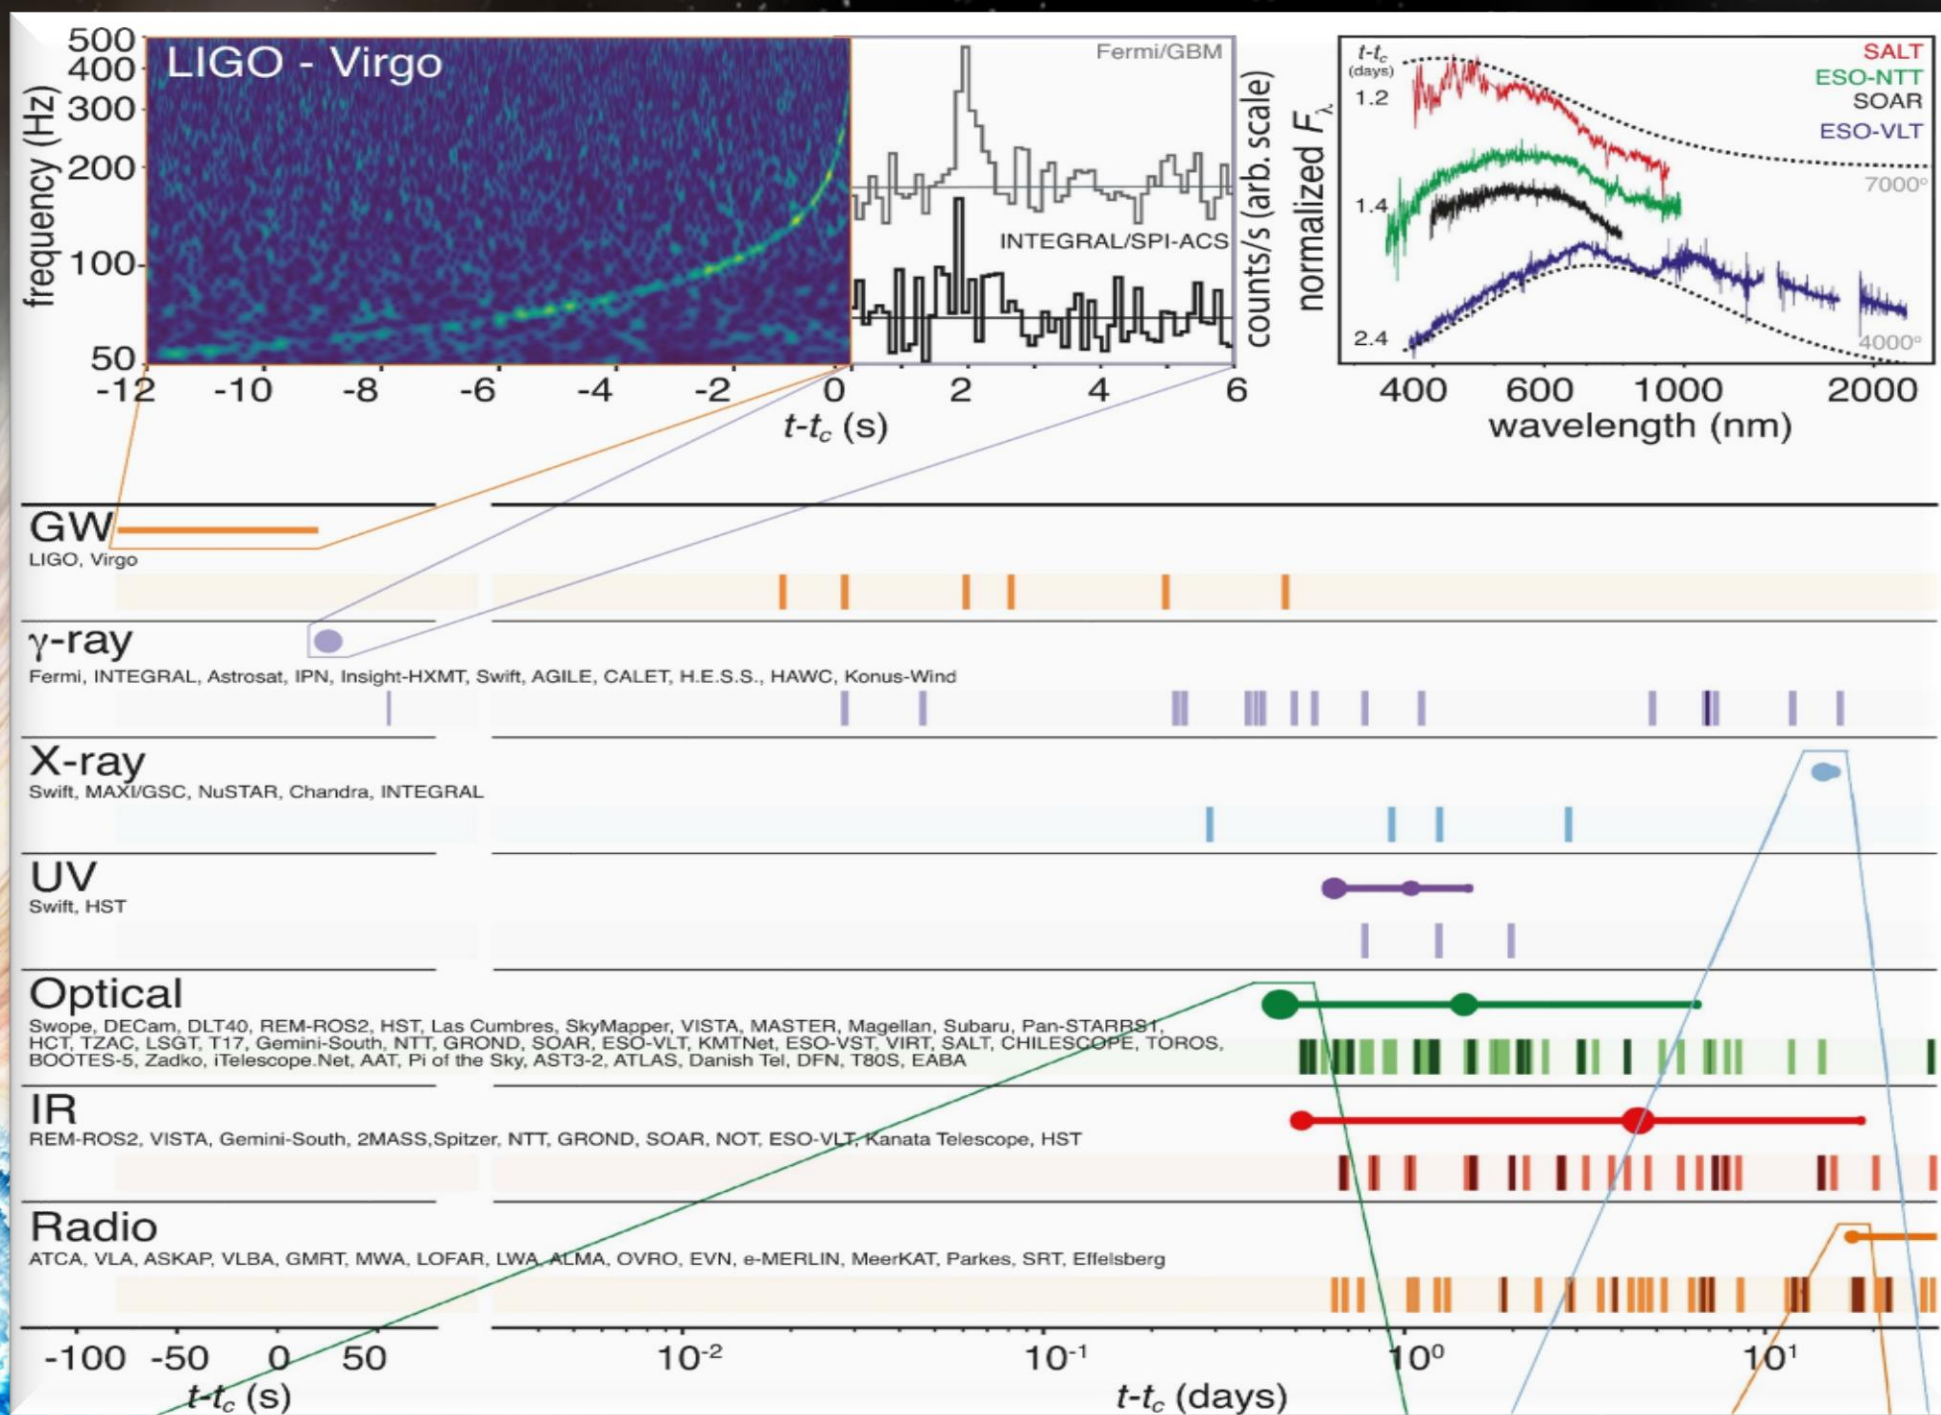 LIGO - Virgo
frequency (Hz)
500
400
300
200
100
50
-12 -10 -8 -6 -4 -2 0 2 4 6
t-tc (s)
Fermi/GBM
INTEGRAL/SPI-ACS
counts/s (arb. scale)
normalized Fλ
t-tc
(days)
1.2
1.4
2.4
SALT
ESO-NTT
SOAR
ESO-VLT
7000°
4000°
400 600 1000 2000
wavelength (nm)
GW
LIGO, Virgo
γ-ray
Fermi, INTEGRAL, Astrosat, IPN, Insight-HXMT, Swift, AGILE, CALET, H.E.S.S., HAWC, Konus-Wind
X-ray
Swift, MAXI/GSC, NuSTAR, Chandra, INTEGRAL
UV
Swift, HST
Optical
Swope, DECam, DLT40, REM-ROS2, HST, Las Cumbres, SkyMapper, VISTA, MASTER, Magellan, Subaru, Pan-STARRS1,
HCT, TZAC, LSGT, T17, Gemini-South, NTT, GROND, SOAR, ESO-VLT, KMTNet, ESO-VST, VIRT, SALT, CHILESCOPE, TOROS,
BOOTES-5, Zadko, iTelescope.Net, AAT, Pi of the Sky, AST3-2, ATLAS, Danish Tel, DFN, T80S, EABA
IR
REM-ROS2, VISTA, Gemini-South, 2MASS,Spitzer, NTT, GROND, SOAR, NOT, ESO-VLT, Kanata Telescope, HST
Radio
ATCA, VLA, ASKAP, VLBA, GMRT, MWA, LOFAR, LWA, ALMA, OVRO, EVN, e-MERLIN, MeerKAT, Parkes, SRT, Effelsberg
-100 -50 0 50 10⁻² 10⁻¹ 10⁰ 10¹
t-tc (s) t-tc (days)